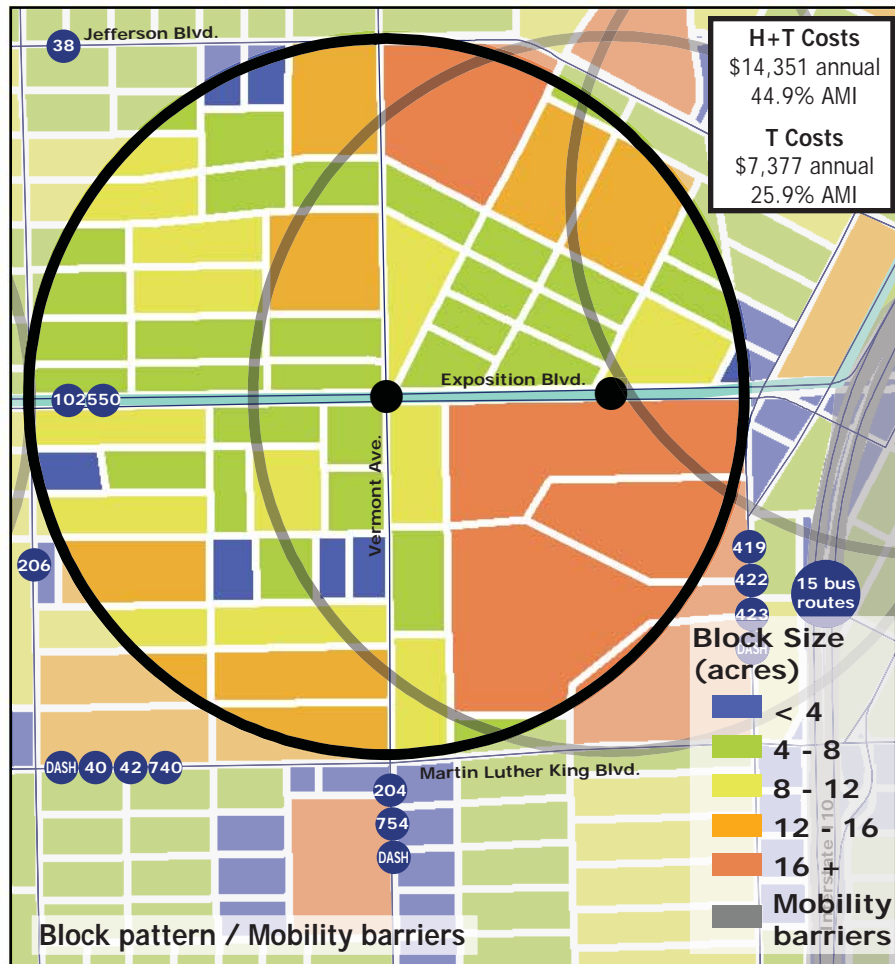 38
Jefferson Blvd.
H+T Costs
$14,351 annual
44.9% AMI
T Costs
$7,377 annual
25.9% AMI
Exposition Blvd.
102
550
Vermont Ave.
206
419
422
423
DASH
15 bus
routes
Block Size
(acres)
< 4
4 - 8
8 - 12
12 - 16
16 +
Mobility
barriers
Interstate 10
DASH
40
42
740
Martin Luther King Blvd.
204
754
DASH
Block pattern / Mobility barriers